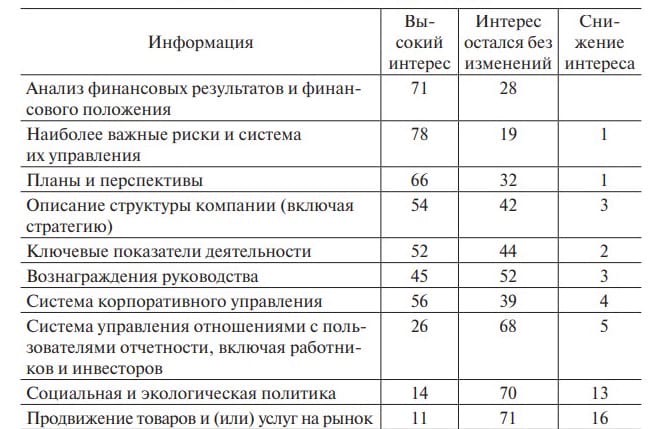 Информация Вы-сокий интерес Интерес остался без изменений Сни-жение интереса
Анализ финансовых результатов и финан- 71 28
сового положения
Наиболее важные риски и система 78 19 1
их управления
Планы и перспективы 66 32 1
Описание структуры компании (включая 54 42 3
стратегию)
Ключевые показатели деятельности 52 44 2
Вознаграждения руководства 45 52 3
Система корпоративного управления 56 39 4
Система управления отношениями с поль- 26 68 5
зователями отчетности, включая работни-
ков и инвесторов
Социальная и экологическая политика 14 70 13
Продвижение товаров и (или) услуг на рынок 11 71 16